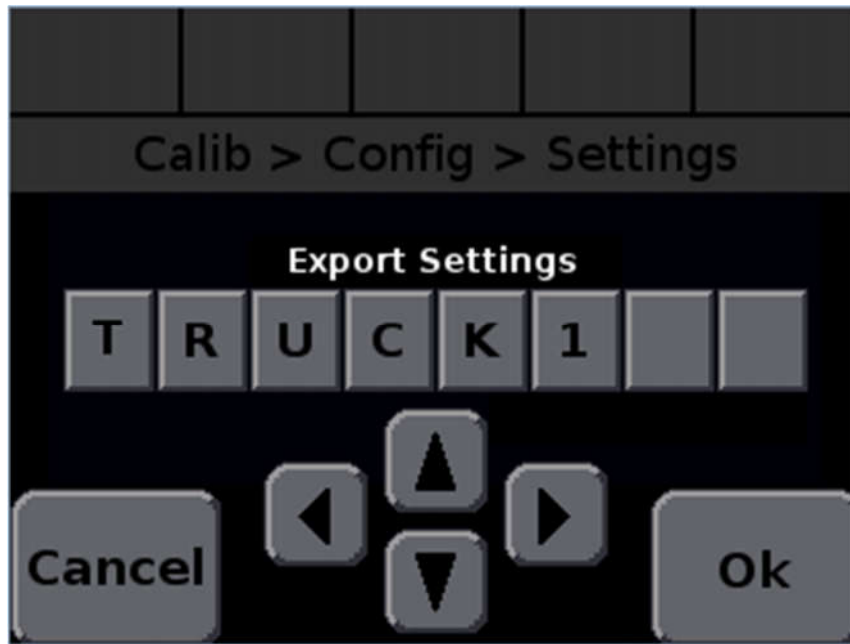 Calib > Config > Settings
Export Settings
T R U C K 1
Cancel
Ok